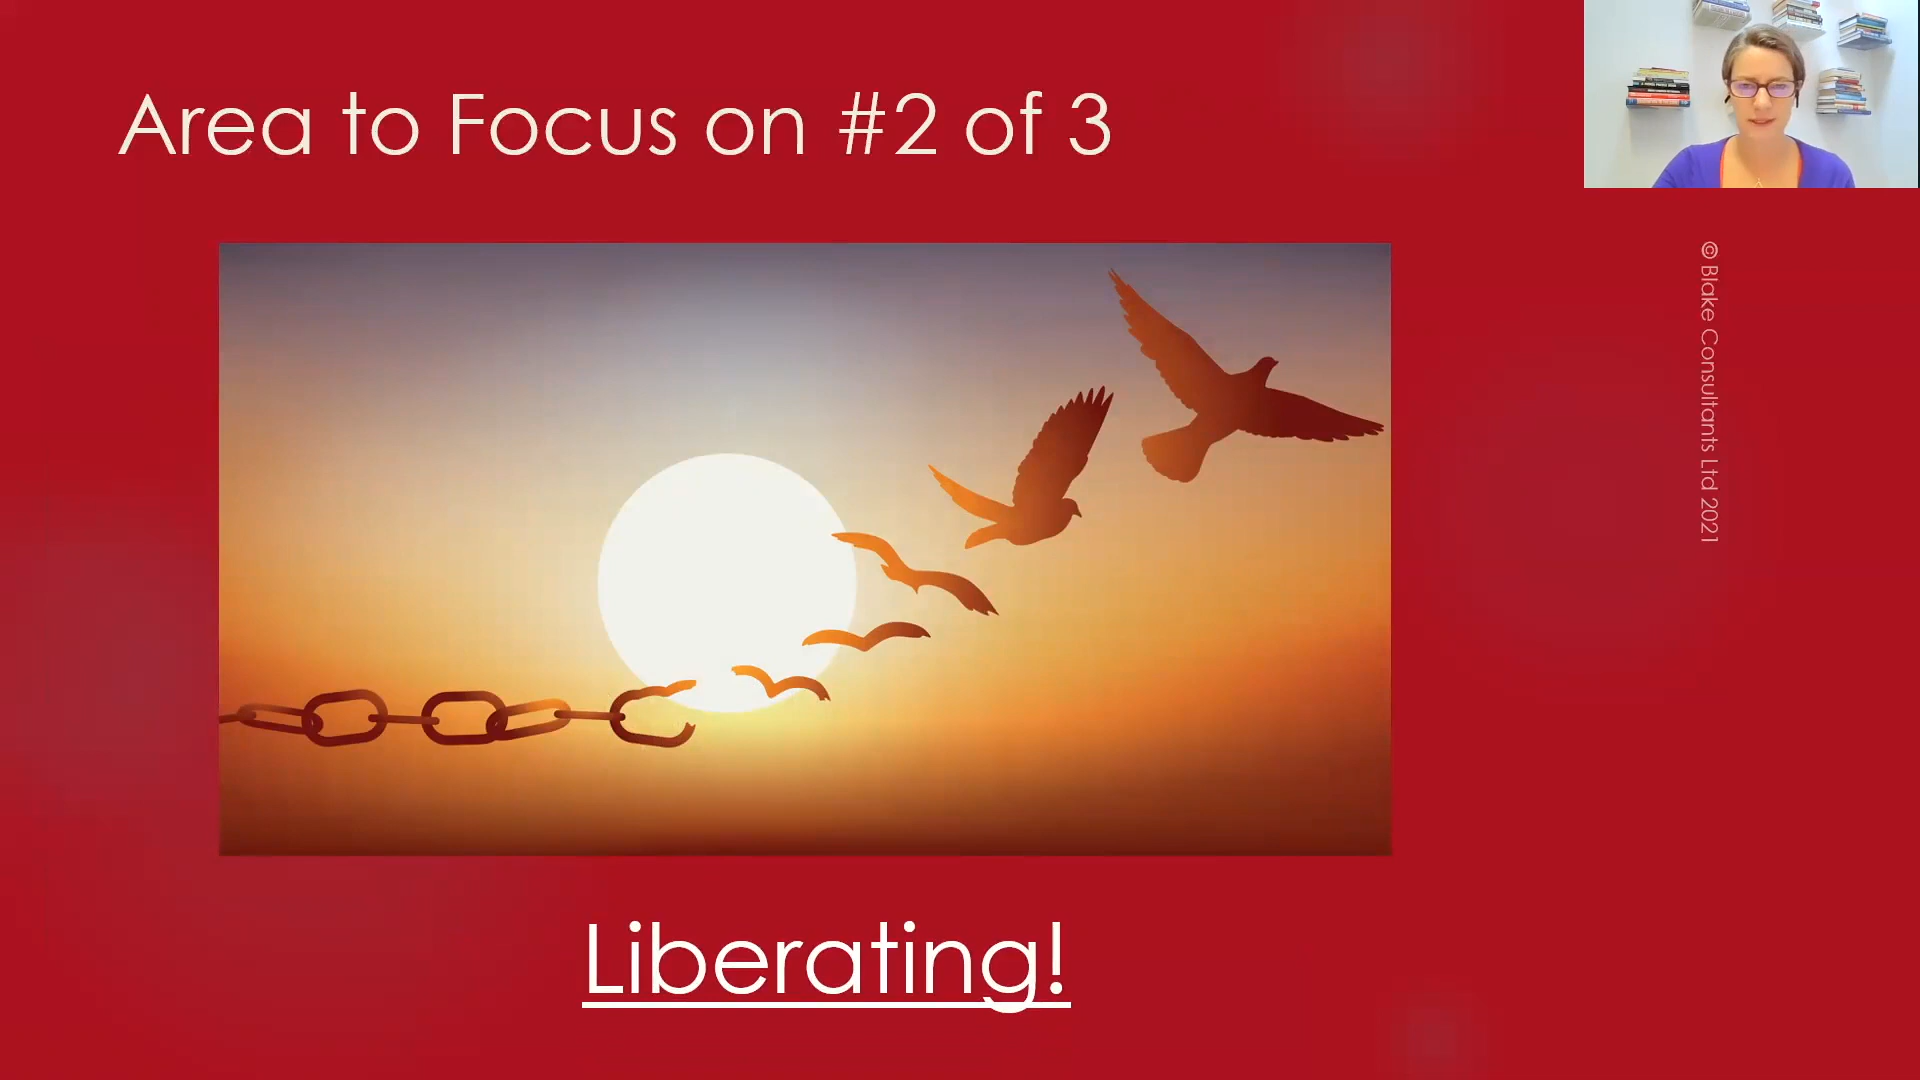 Area to Focus on #2 of 3
© Blake Consultants Ltd 2021
Liberating!